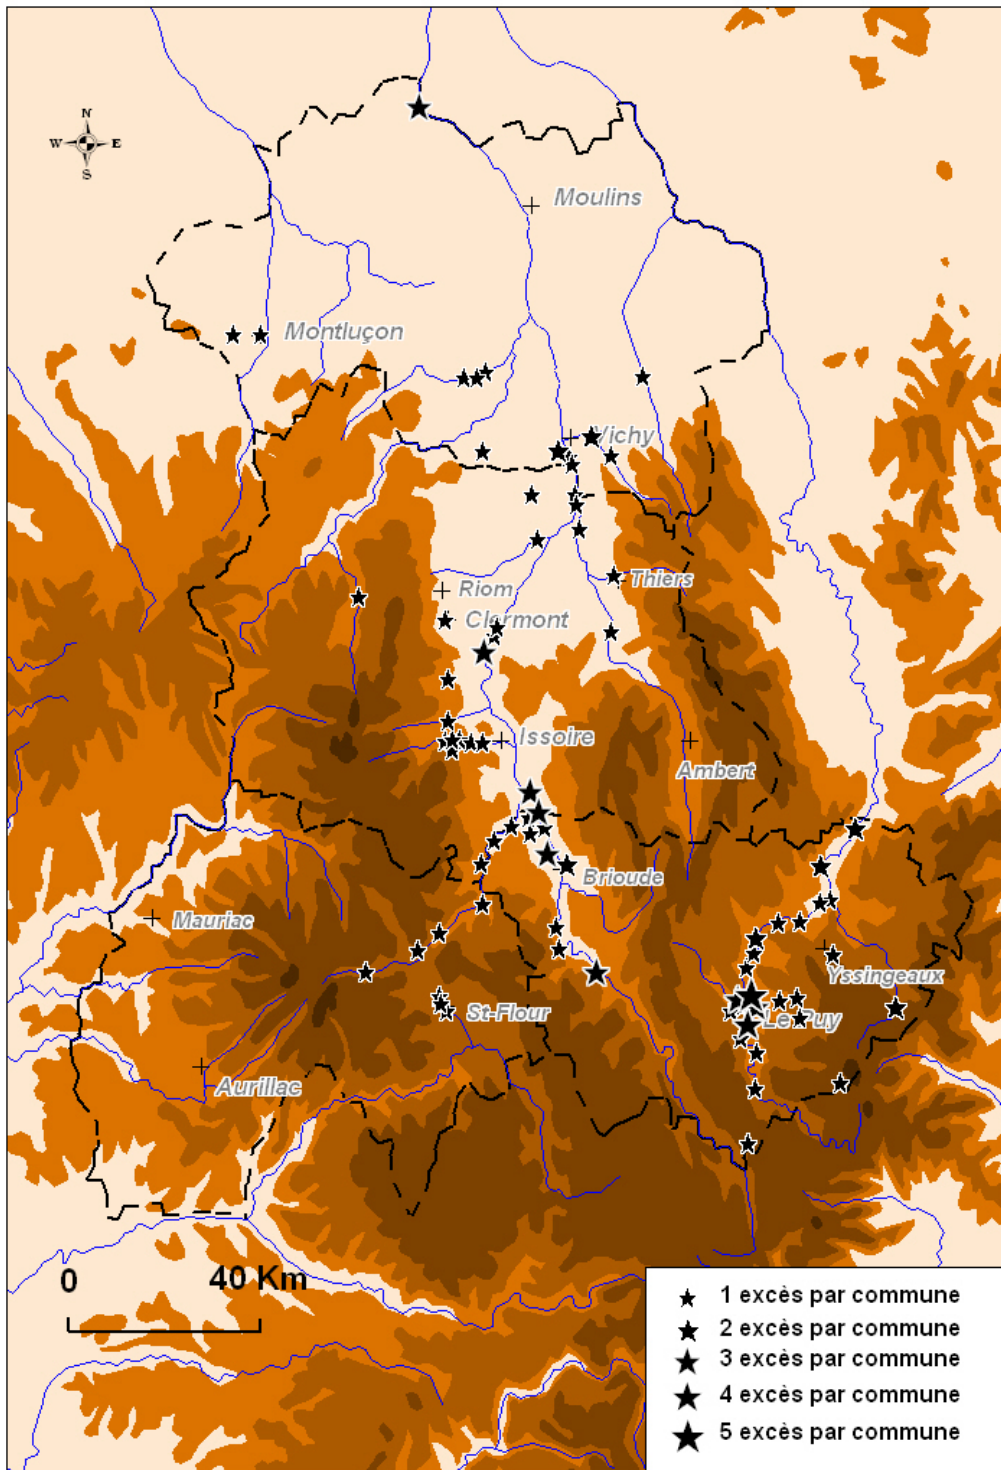 N
W E
S
Moulins
Montluçon
Vichy
Riom
Thiers
Clermont
Issoire
Ambert
Brioude
Mauriac
Yssingeaux
St-Flour
Le Puy
Aurillac
0 40 Km
1 excès par commune
2 excès par commune
3 excès par commune
4 excès par commune
5 excès par commune